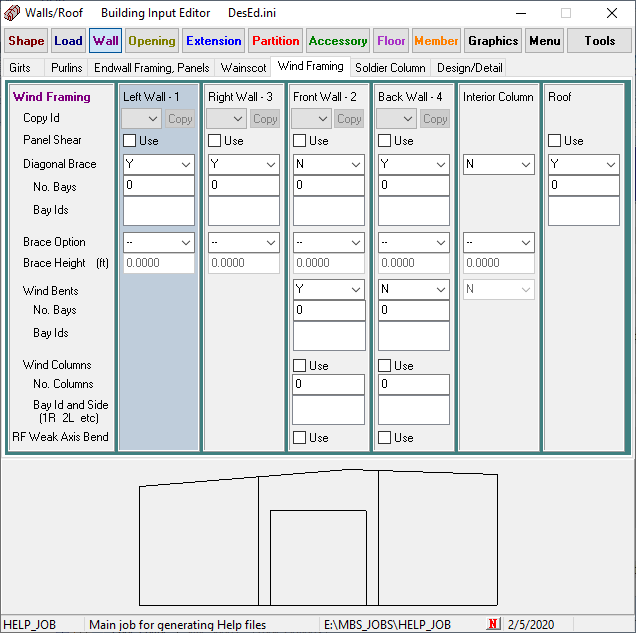 Walls/Roof Building Input Editor DesEd.ini
Shape Load Wall Opening Extension Partition Accessory Floor Member Graphics Menu Tools
Girts Purlins Endwall Framing, Panels Wainscot Wind Framing Soldier Column Design/Detail
Wind Framing Left Wall - 1 Right Wall - 3 Front Wall - 2 Back Wall - 4 Interior Column Roof
Copy Id Copy Copy Copy Copy
Panel Shear Use Use Use Use Use
Diagonal Brace Y Y N Y N Y
No. Bays 0 0 0 0 0
Bay Ids
Brace Option -- -- -- -- --
Brace Height (ft) 0.0000 0.0000 0.0000 0.0000 0.0000
Wind Bents Y N N
No. Bays 0 0
Bay Ids
Wind Columns Use Use
No. Columns 0 0
Bay Id and Side
(1R 2L etc)
RF Weak Axis Bend Use Use
HELP_JOB Main job for generating Help files E:\MBS_JOBS\HELP_JOB N 2/5/2020